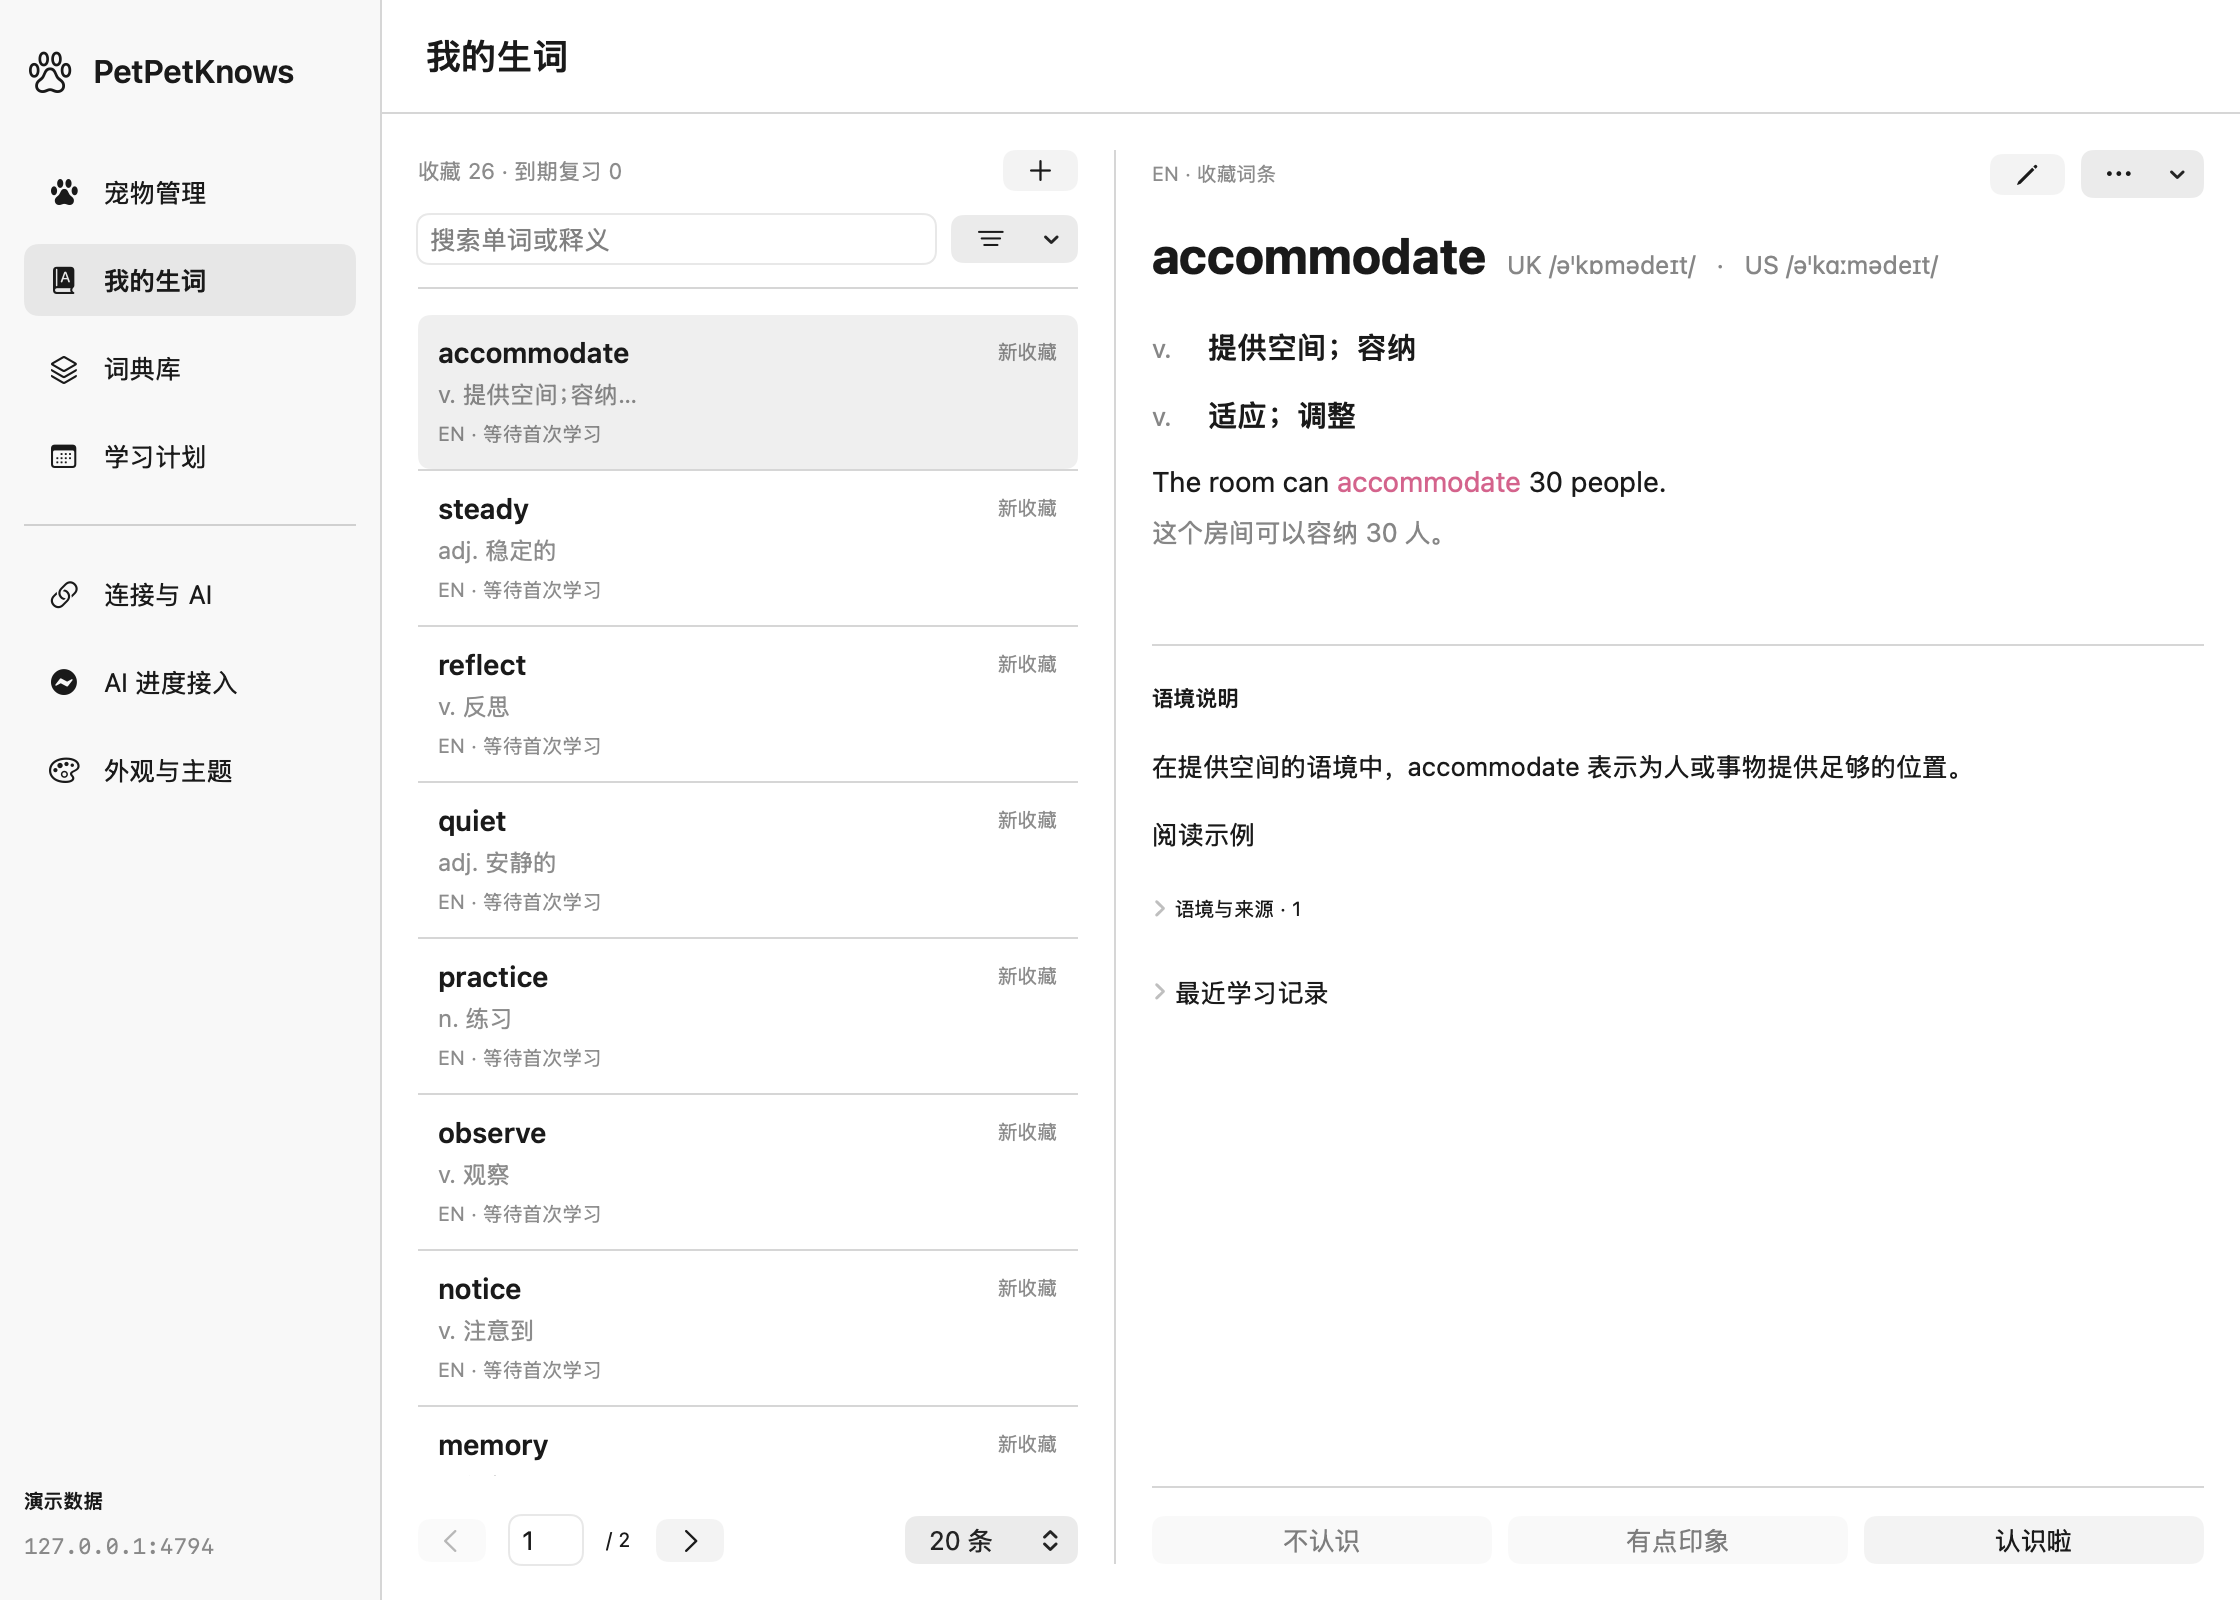 PetPetKnows
宠物管理
我的生词
词典库
学习计划
连接与 AI
AI 进度接入
外观与主题
演示数据
127.0.0.1:4794
我的生词
收藏 26 · 到期复习 0
搜索单词或释义
accommodate
新收藏
v. 提供空间；容纳...
EN · 等待首次学习
steady
新收藏
adj. 稳定的
EN · 等待首次学习
reflect
新收藏
v. 反思
EN · 等待首次学习
quiet
新收藏
adj. 安静的
EN · 等待首次学习
practice
新收藏
n. 练习
EN · 等待首次学习
observe
新收藏
v. 观察
EN · 等待首次学习
notice
新收藏
v. 注意到
EN · 等待首次学习
memory
新收藏
1 / 2
20 条
EN · 收藏词条
accommodate UK /əˈkɒmədeɪt/ · US /əˈkɑːmədeɪt/
v. 提供空间；容纳
v. 适应；调整
The room can accommodate 30 people.
这个房间可以容纳 30 人。
语境说明
在提供空间的语境中，accommodate 表示为人或事物提供足够的位置。
阅读示例
语境与来源 · 1
最近学习记录
不认识
有点印象
认识啦